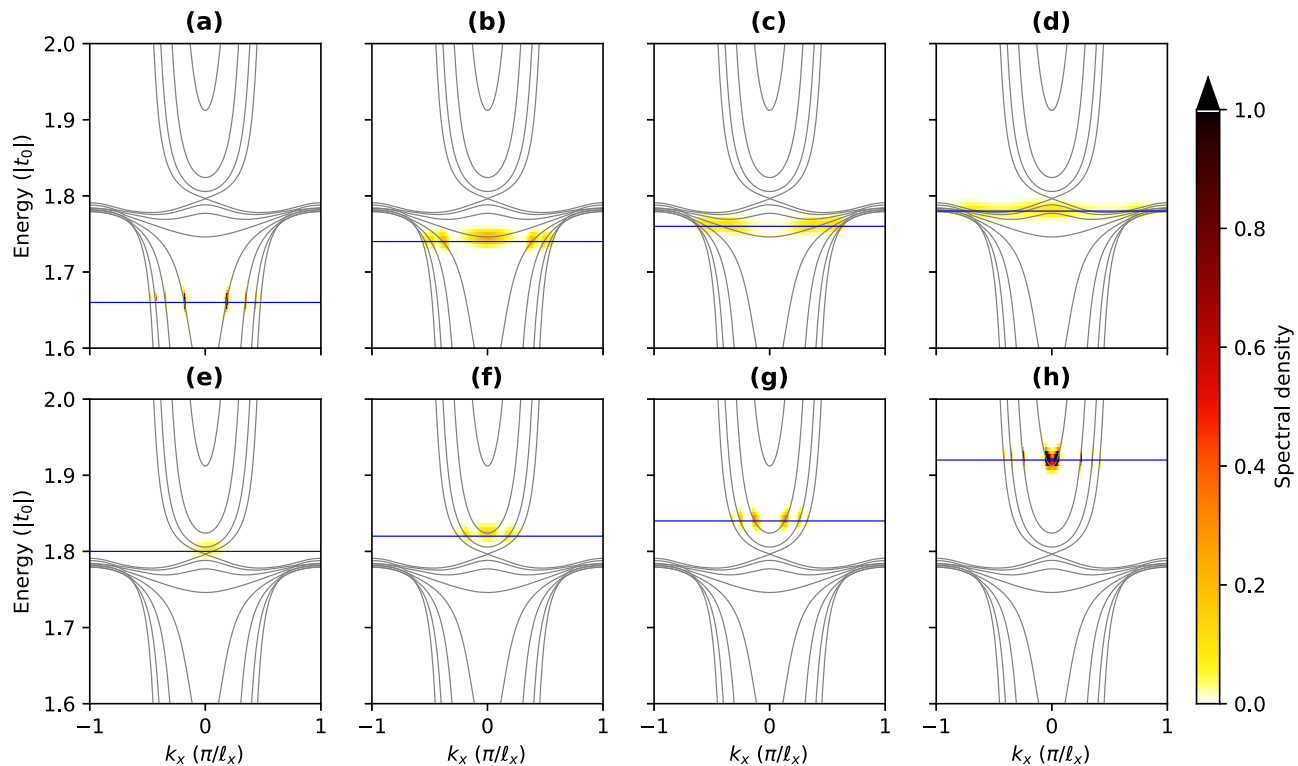 (a) (b) (c) (d)
2.0
1.9
1.8
1.7
1.6
Energy (|t₀|)
(e) (f) (g) (h)
2.0
1.9
1.8
1.7
1.6
Energy (|t₀|)
−1 0 1 −1 0 1 −1 0 1 −1 0 1
kₓ (π/ℓₓ) kₓ (π/ℓₓ) kₓ (π/ℓₓ) kₓ (π/ℓₓ)
1.0
0.8
0.6
0.4
0.2
0.0
Spectral density